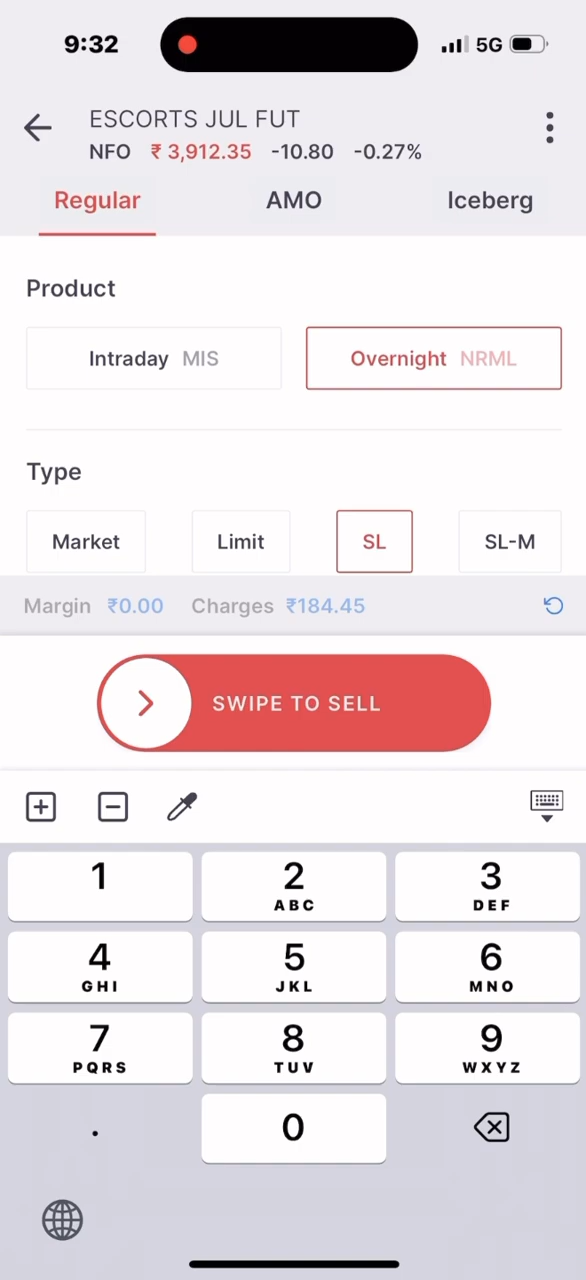 9:32 5G
ESCORTS JUL FUT
NFO ₹ 3,912.35 -10.80 -0.27%
Regular AMO Iceberg
Product
Intraday MIS Overnight NRML
Type
Market Limit SL SL-M
Margin ₹0.00 Charges ₹184.45
SWIPE TO SELL
1 2 3
ABC DEF
4 5 6
GHI JKL MNO
7 8 9
PQRS TUV WXYZ
. 0